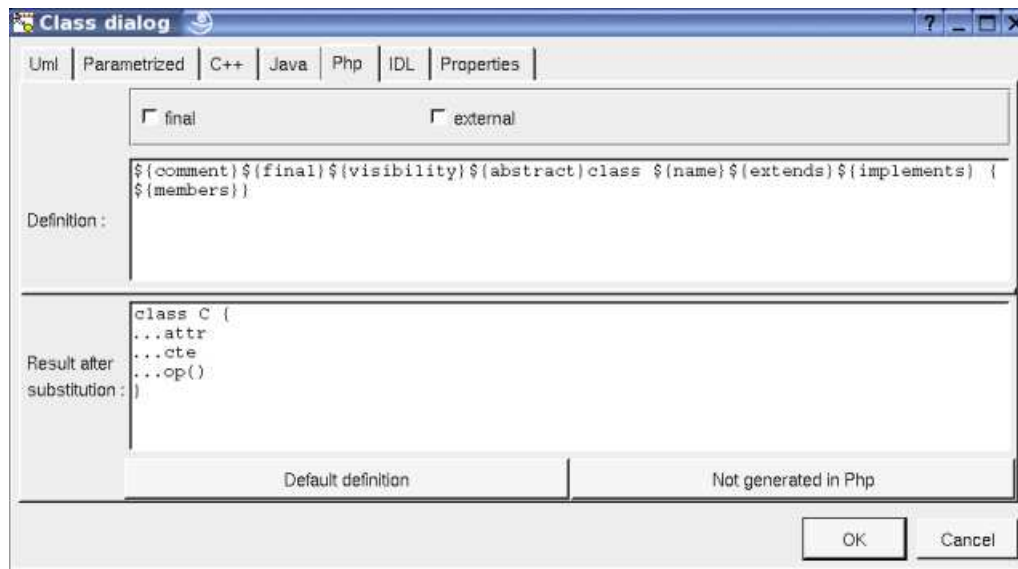 Class dialog
? _ □ X
Uml Parametrized C++ Java Php IDL Properties
final external
Definition :
${comment}${final}${visibility}${abstract}class ${name}${extends}${implements} {
${members}}
Result after
substitution :
class C {
...attr
...cte
...op()
}
Default definition Not generated in Php
OK Cancel